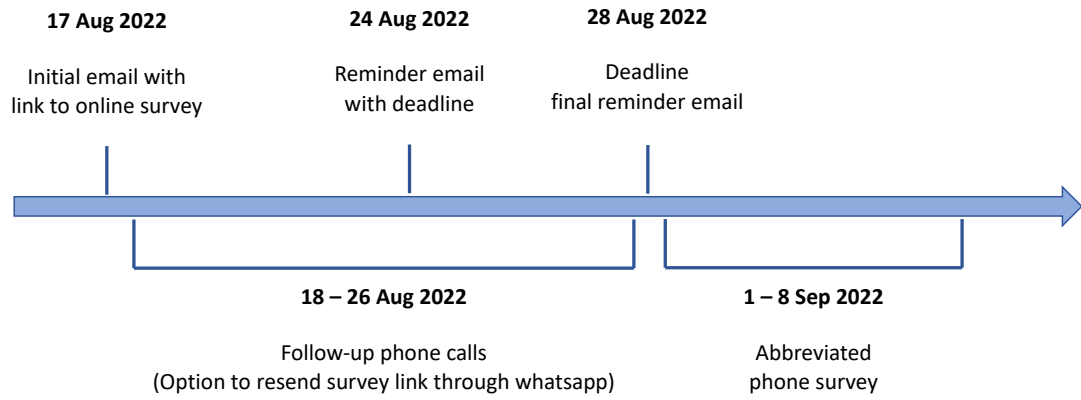 17 Aug 2022
Initial email with
link to online survey
24 Aug 2022
Reminder email
with deadline
28 Aug 2022
Deadline
final reminder email
18 – 26 Aug 2022
Follow-up phone calls
(Option to resend survey link through whatsapp)
1 – 8 Sep 2022
Abbreviated
phone survey